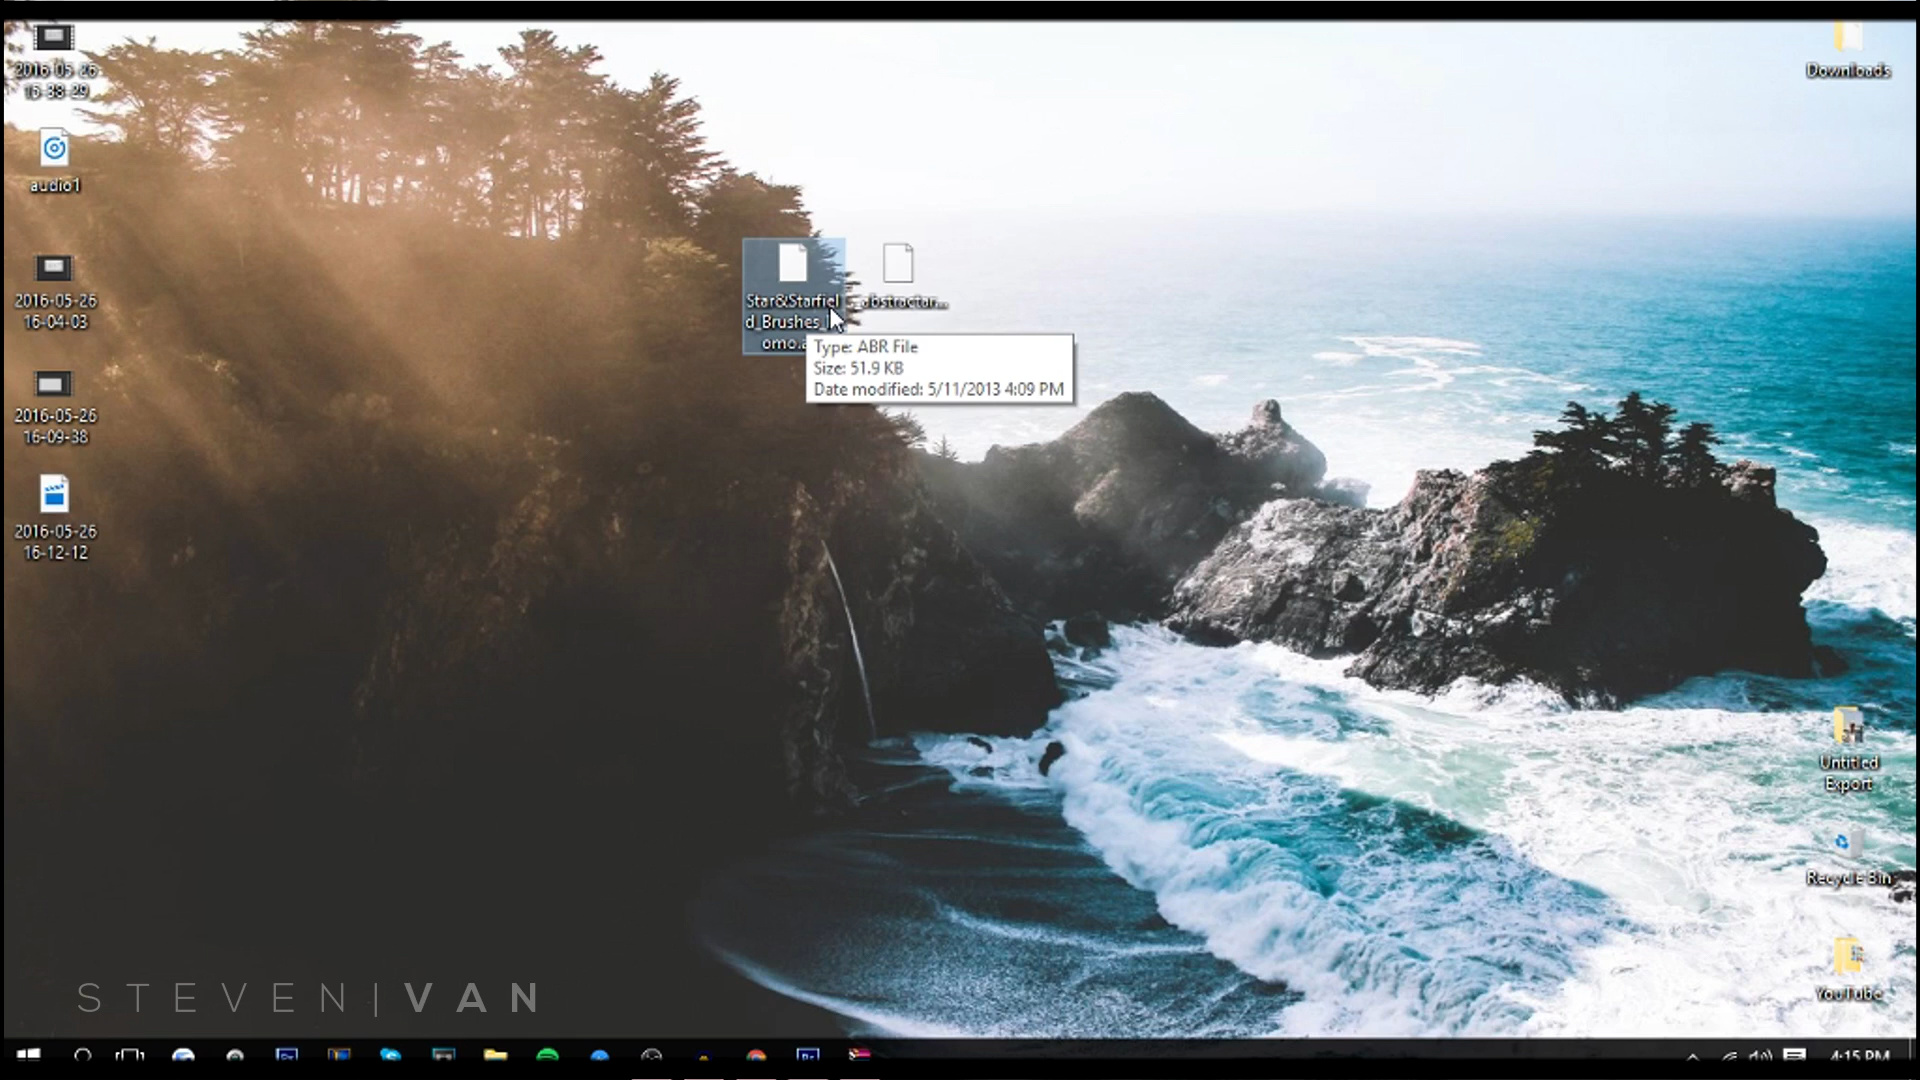 2016-05-26
15-38-29
audio1
2016-05-26
16-04-03
2016-05-26
16-09-38
2016-05-26
16-12-12
Star&Starfiel
d_Brushes_
omo.a
abstractar...
Type: ABR File
Size: 51.9 KB
Date modified: 5/11/2013 4:09 PM
Downloads
Untitled
Export
Recycle Bin
YouTube
STEVEN|VAN
4:15 PM